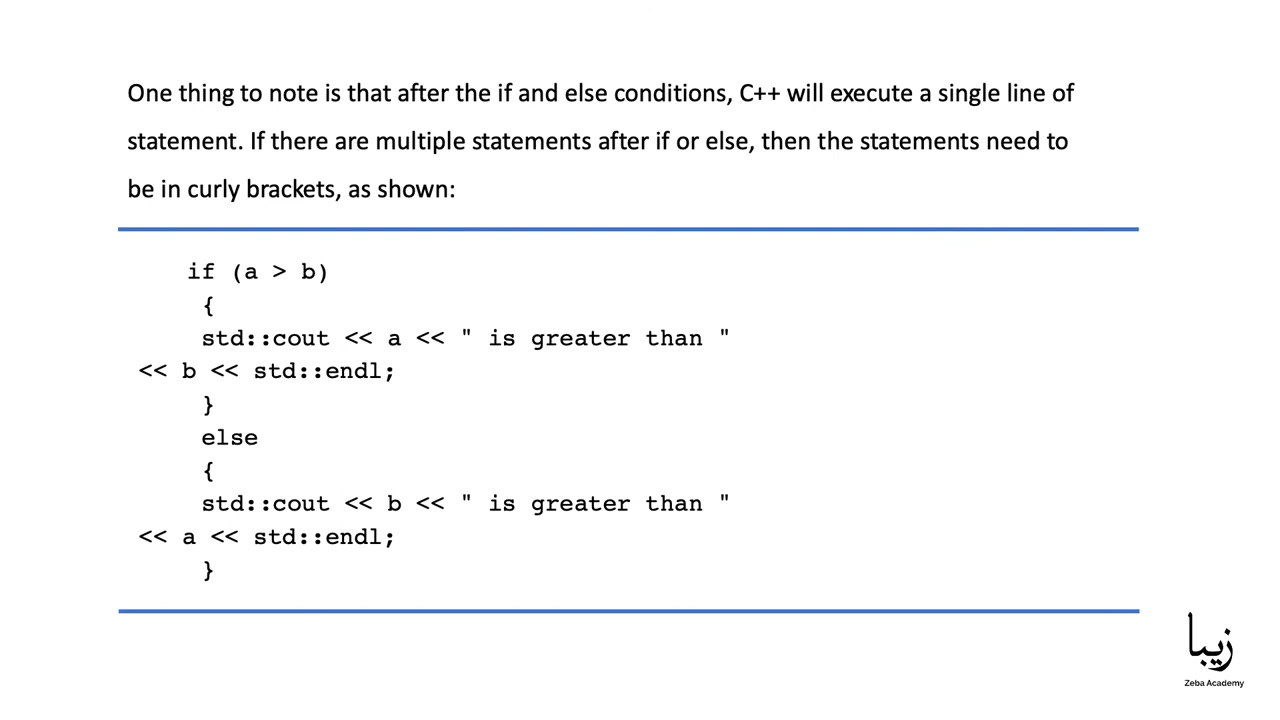 One thing to note is that after the if and else conditions, C++ will execute a single line of
statement. If there are multiple statements after if or else, then the statements need to
be in curly brackets, as shown:
if (a > b)
{
std::cout << a << " is greater than "
<< b << std::endl;
}
else
{
std::cout << b << " is greater than "
<< a << std::endl;
}
زیبا
Zeba Academy